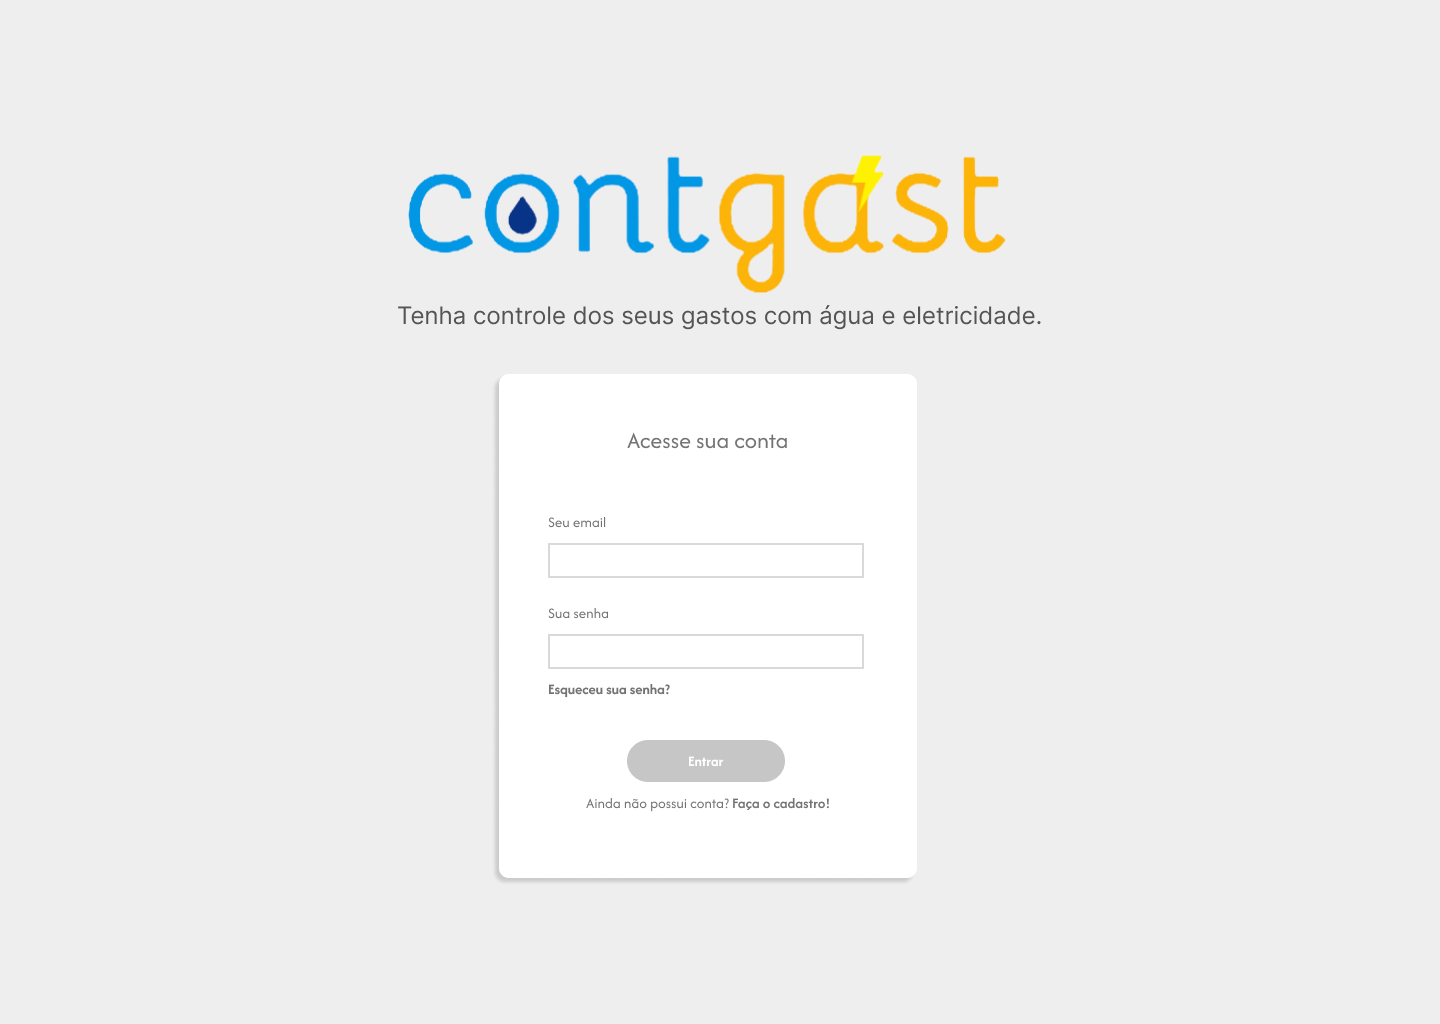 contgast
Tenha controle dos seus gastos com água e eletricidade.
Acesse sua conta
Seu email
Sua senha
Esqueceu sua senha?
Entrar
Ainda não possui conta? Faça o cadastro!